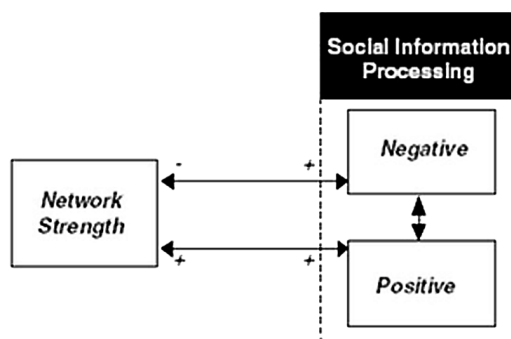 Social Information
Processing
Negative
- +
Network
Strength
+ +
Positive